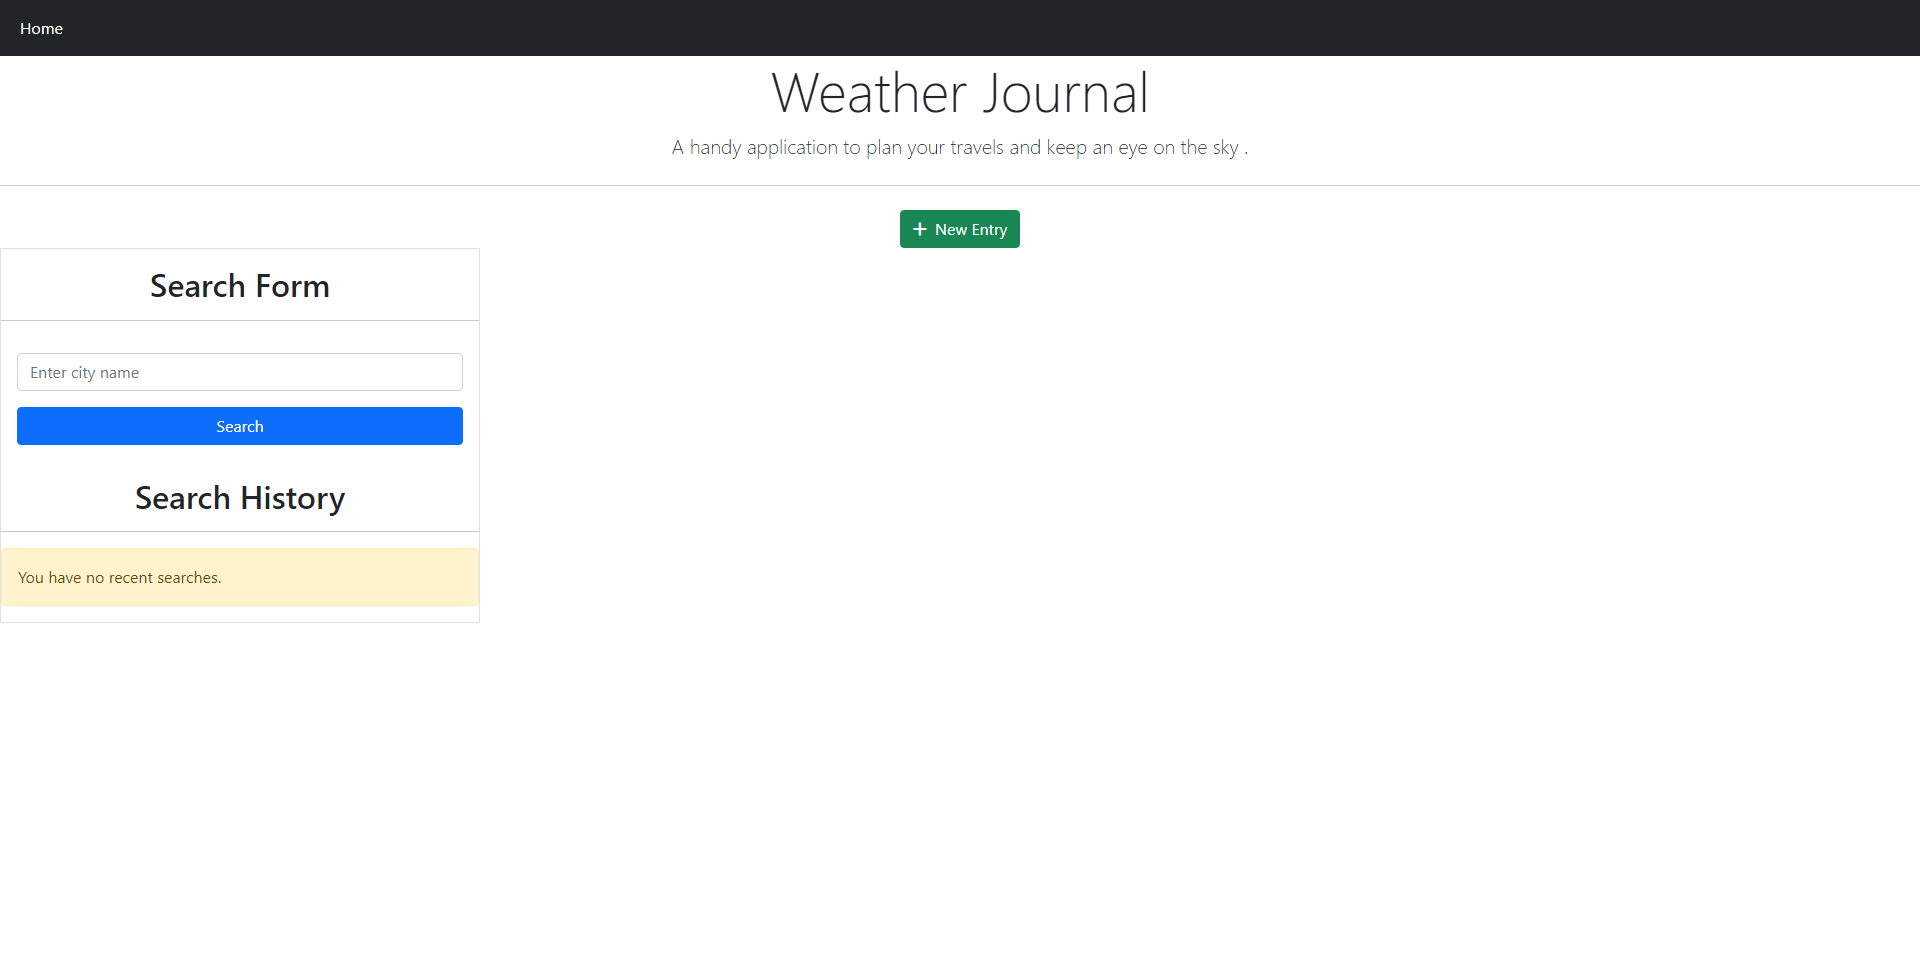 Home
Weather Journal
A handy application to plan your travels and keep an eye on the sky .
+ New Entry
Search Form
Enter city name
Search
Search History
You have no recent searches.